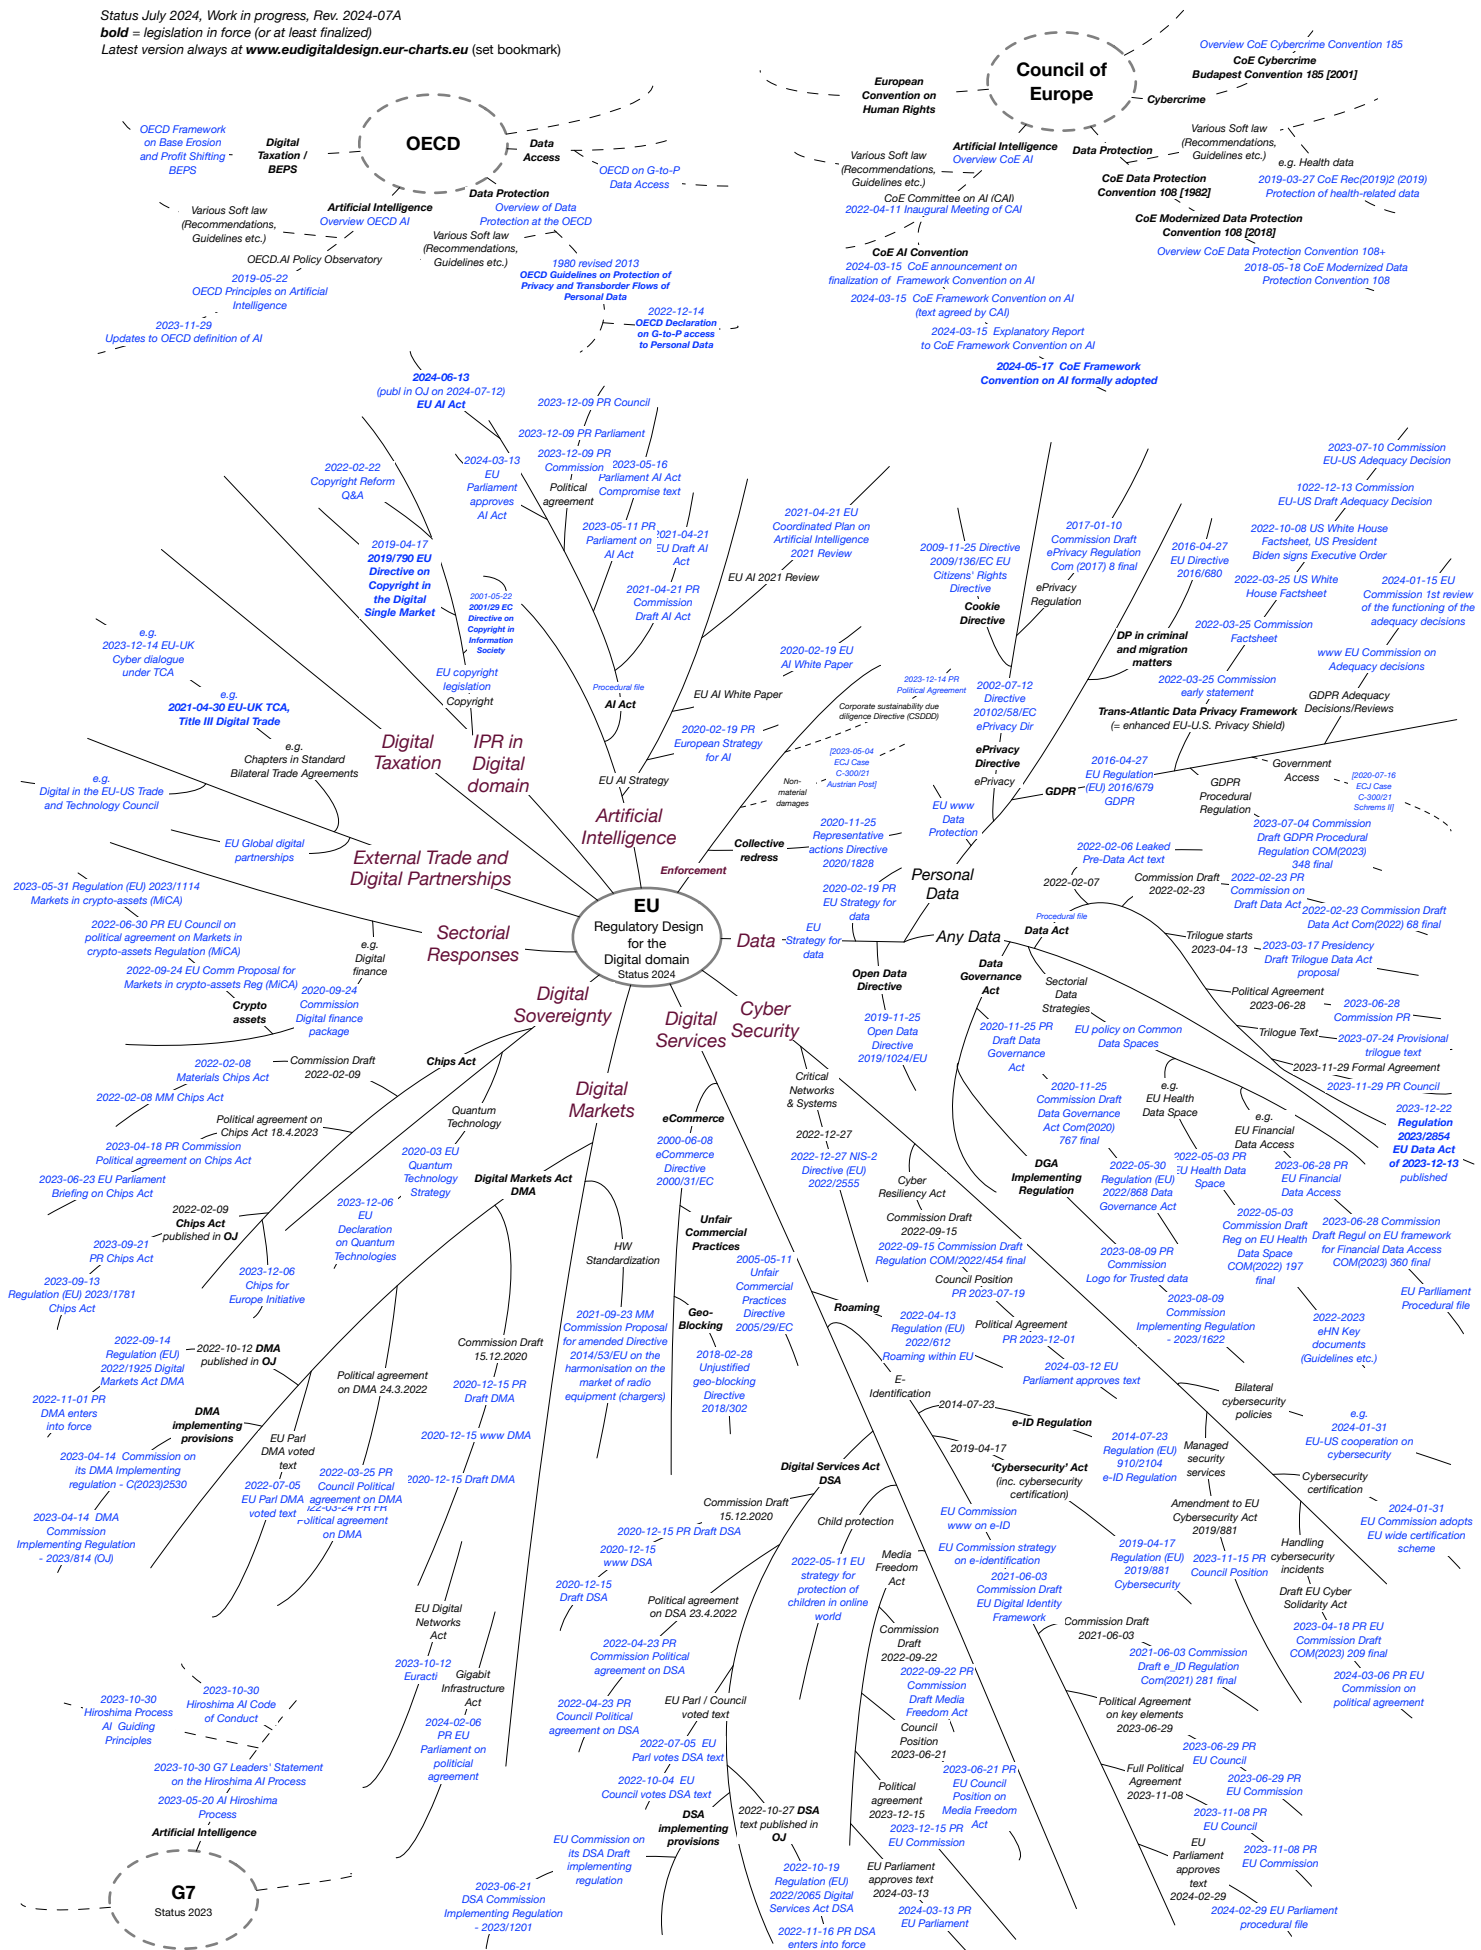 Status July 2024, Work in progress, Rev. 2024-07A
bold = legislation in force (or at least finalized)
Latest version always at www.eudigitaldesign.eur-charts.eu (set bookmark)
OECD
OECD Framework
on Base Erosion
and Profit Shifting
BEPS
Digital
Taxation /
BEPS
Data
Access
OECD on G-to-P
Data Access
Data Protection
Overview of Data
Protection at the OECD
Various Soft law
(Recommendations,
Guidelines etc.)
1980 revised 2013
OECD Guidelines on Protection of
Privacy and Transborder Flows of
Personal Data
2022-12-14
OECD Declaration
on G-to-P access
to Personal Data
Artificial Intelligence
Overview OECD AI
Various Soft law
(Recommendations,
Guidelines etc.)
OECD.AI Policy Observatory
2019-05-22
OECD Principles on Artificial
Intelligence
2023-11-29
Updates to OECD definition of AI
Council of
Europe
European
Convention on
Human Rights
Overview CoE Cybercrime Convention 185
CoE Cybercrime
Budapest Convention 185 [2001]
Cybercrime
Artificial Intelligence
Overview CoE AI
Various Soft law
(Recommendations,
Guidelines etc.)
CoE Committee on AI (CAI)
2022-04-11 Inaugural Meeting of CAI
CoE AI Convention
2024-03-15 CoE announcement on
finalization of Framework Convention on AI
2024-03-15 CoE Framework Convention on AI
(text agreed by CAI)
2024-03-15 Explanatory Report
to CoE Framework Convention on AI
2024-05-17 CoE Framework
Convention on AI formally adopted
Data Protection
Various Soft law
(Recommendations,
Guidelines etc.)
e.g. Health data
2019-03-27 CoE Rec(2019)2 (2019)
Protection of health-related data
CoE Data Protection
Convention 108 [1982]
CoE Modernized Data Protection
Convention 108 [2018]
Overview CoE Data Protection Convention 108+
2018-05-18 CoE Modernized Data
Protection Convention 108
2024-06-13
(publ in OJ on 2024-07-12)
EU AI Act
2023-12-09 PR Council
2023-12-09 PR Parliament
2023-12-09 PR
Commission
Political
agreement
2024-03-13
EU
Parliament
approves
AI Act
2023-05-16
Parliament AI Act
Compromise text
2023-05-11 PR
Parliament on
AI Act
2021-04-21
EU Draft AI
Act
2021-04-21 PR
Commission
Draft AI Act
Procedural file
AI Act
2021-04-21 EU
Coordinated Plan on
Artificial Intelligence
2021 Review
EU AI 2021 Review
2020-02-19 EU
AI White Paper
EU AI White Paper
2020-02-19 PR
European Strategy
for AI
EU AI Strategy
Artificial
Intelligence
2022-02-22
Copyright Reform
Q&A
2019-04-17
2019/790 EU
Directive on
Copyright in
the Digital
Single Market
2001-05-22
2001/29 EC
Directive on
Copyright in
Information
Society
EU copyright
legislation
Copyright
IPR in
Digital
domain
Digital
Taxation
e.g.
2023-12-14 EU-UK
Cyber dialogue
under TCA
e.g.
2021-04-30 EU-UK TCA,
Title III Digital Trade
e.g.
Chapters in Standard
Bilateral Trade Agreements
e.g.
Digital in the EU-US Trade
and Technology Council
EU Global digital
partnerships
External Trade and
Digital Partnerships
Enforcement
2023-12-14 PR
Political Agreement
Corporate sustainability due
diligence Directive (CSDDD)
[2023-05-04
ECJ Case
C-300/21
Austrian Post]
Non-
material
damages
Collective
redress
2020-11-25
Representative
actions Directive
2020/1828
EU
Regulatory Design
for the
Digital domain
Status 2024
Data
EU
Strategy for
data
2020-02-19 PR
EU Strategy for
data
Personal
Data
EU www
Data
Protection
2009-11-25 Directive
2009/136/EC EU
Citizens' Rights
Directive
Cookie
Directive
2002-07-12
Directive
20102/58/EC
ePrivacy Dir
ePrivacy
Directive
ePrivacy
2017-01-10
Commission Draft
ePrivacy Regulation
Com (2017) 8 final
ePrivacy
Regulation
2016-04-27
EU Directive
2016/680
DP in criminal
and migration
matters
GDPR
2016-04-27
EU Regulation
(EU) 2016/679
GDPR
2023-07-10 Commission
EU-US Adequacy Decision
1022-12-13 Commission
EU-US Draft Adequacy Decision
2022-10-08 US White House
Factsheet, US President
Biden signs Executive Order
2022-03-25 US White
House Factsheet
2022-03-25 Commission
Factsheet
2022-03-25 Commission
early statement
Trans-Atlantic Data Privacy Framework
(= enhanced EU-U.S. Privacy Shield)
2024-01-15 EU
Commission 1st review
of the functioning of the
adequacy decisions
www EU Commission on
Adequacy decisions
GDPR Adequacy
Decisions/Reviews
Government
Access
[2020-07-16
ECJ Case
C-300/21
Schrems II]
GDPR
Procedural
Regulation
2023-07-04 Commission
Draft GDPR Procedural
Regulation COM(2023)
348 final
Any Data
Open Data
Directive
2019-11-25
Open Data
Directive
2019/1024/EU
Procedural file
Data Act
2022-02-06 Leaked
Pre-Data Act text
2022-02-07
Commission Draft
2022-02-23
2022-02-23 PR
Commission on
Draft Data Act
2022-02-23 Commission Draft
Data Act Com(2022) 68 final
Trilogue starts
2023-04-13
2023-03-17 Presidency
Draft Trilogue Data Act
proposal
Political Agreement
2023-06-28
2023-06-28
Commission PR
Trilogue Text
2023-07-24 Provisional
trilogue text
2023-11-29 Formal Agreement
2023-11-29 PR Council
2023-12-22
Regulation
2023/2854
EU Data Act
of 2023-12-13
published
Data
Governance
Act
2020-11-25 PR
Draft Data
Governance
Act
2020-11-25
Commission Draft
Data Governance
Act Com(2020)
767 final
2022-05-30
Regulation (EU)
2022/868 Data
Governance Act
DGA
Implementing
Regulation
2023-08-09 PR
Commission
Logo for Trusted data
2023-08-09
Commission
Implementing Regulation
- 2023/1622
Sectorial
Data
Strategies
EU policy on Common
Data Spaces
e.g.
EU Health
Data Space
2022-05-03 PR
EU Health Data
Space
2022-05-03
Commission Draft
Reg on EU Health
Data Space
COM(2022) 197
final
2022-2023
eHN Key
documents
(Guidelines etc.)
e.g.
EU Financial
Data Access
2023-06-28 PR
EU Financial
Data Access
2023-06-28 Commission
Draft Regul on EU framework
for Financial Data Access
COM(2023) 360 final
EU Parlliament
Procedural file
Sectorial
Responses
2023-05-31 Regulation (EU) 2023/1114
Markets in crypto-assets (MiCA)
2022-06-30 PR EU Council on
political agreement on Markets in
crypto-assets Regulation (MiCA)
2022-09-24 EU Comm Proposal for
Markets in crypto-assets Reg (MiCA)
e.g.
Digital
finance
Crypto
assets
2020-09-24
Commission
Digital finance
package
Digital
Sovereignty
Chips Act
2022-02-08
Materials Chips Act
Commission Draft
2022-02-09
2022-02-08 MM Chips Act
Political agreement on
Chips Act 18.4.2023
2023-04-18 PR Commission
Political agreement on Chips Act
2023-06-23 EU Parliament
Briefing on Chips Act
2022-02-09
Chips Act
published in OJ
2023-09-21
PR Chips Act
2023-09-13
Regulation (EU) 2023/1781
Chips Act
2023-12-06
Chips for
Europe Initiative
Quantum
Technology
2020-03 EU
Quantum
Technology
Strategy
2023-12-06
EU
Declaration
on Quantum
Technologies
Digital
Markets
Digital Markets Act
DMA
Commission Draft
15.12.2020
2020-12-15 PR
Draft DMA
2020-12-15 www DMA
2020-12-15 Draft DMA
Political agreement
on DMA 24.3.2022
2022-03-25 PR
Council Political
agreement on DMA
Political agreement
on DMA
EU Parl
DMA voted
text
2022-07-05
EU Parl DMA
voted text
2022-10-12 DMA
published in OJ
2022-09-14
Regulation (EU)
2022/1925 Digital
Markets Act DMA
2022-11-01 PR
DMA enters
into force
DMA
implementing
provisions
2023-04-14 Commission on
its DMA Implementing
regulation - C(2023)2530
2023-04-14 DMA
Commission
Implementing Regulation
- 2023/814 (OJ)
HW
Standardization
2021-09-23 MM
Commission Proposal
for amended Directive
2014/53/EU on the
harmonisation on the
market of radio
equipment (chargers)
EU Digital
Networks
Act
2023-10-12
Euracti
Gigabit
Infrastructure
Act
2024-02-06
PR EU
Parliament on
politicial
agreement
Digital
Services
eCommerce
2000-06-08
eCommerce
Directive
2000/31/EC
Unfair
Commercial
Practices
2005-05-11
Unfair
Commercial
Practices
Directive
2005/29/EC
Geo-
Blocking
2018-02-28
Unjustified
geo-blocking
Directive
2018/302
Roaming
2022-04-13
Regulation (EU)
2022/612
Roaming within EU
E-
Identification
2014-07-23
e-ID Regulation
2014-07-23
Regulation (EU)
910/2104
e-ID Regulation
EU Commission
www on e-ID
EU Commission strategy
on e-identification
2021-06-03
Commission Draft
EU Digital Identity
Framework
Commission Draft
2021-06-03
2021-06-03 Commission
Draft e_ID Regulation
Com(2021) 281 final
Political Agreement
on key elements
2023-06-29
2023-06-29 PR
EU Council
2023-06-29 PR
EU Commission
Full Political
Agreement
2023-11-08
2023-11-08 PR
EU Council
2023-11-08 PR
EU Commission
EU
Parliament
approves
text
2024-02-29
2024-02-29 EU Parliament
procedural file
Digital Services Act
DSA
Commission Draft
15.12.2020
2020-12-15 PR Draft DSA
2020-12-15
www DSA
2020-12-15
Draft DSA
Political agreement
on DSA 23.4.2022
2022-04-23 PR
Commission Political
agreement on DSA
2022-04-23 PR
Council Political
agreement on DSA
EU Parl / Council
voted text
2022-07-05 EU
Parl votes DSA text
2022-10-04 EU
Council votes DSA text
DSA
implementing
provisions
EU Commission on
its DSA Draft
implementing
regulation
2023-06-21
DSA Commission
Implementing Regulation
- 2023/1201
2022-10-27 DSA
text published in
OJ
2022-10-19
Regulation (EU)
2022/2065 Digital
Services Act DSA
2022-11-16 PR DSA
enters into force
Child protection
2022-05-11 EU
strategy for
protection of
children in online
world
Media
Freedom
Act
Commission
Draft
2022-09-22
2022-09-22 PR
Commission
Draft Media
Freedom Act
Council
Position
2023-06-21
2023-06-21 PR
EU Council
Position on
Media Freedom
Act
Political
agreement
2023-12-15
2023-12-15 PR
EU Commission
EU Parliament
approves text
2024-03-13
2024-03-13 PR
EU Parliament
Cyber
Security
Critical
Networks
& Systems
2022-12-27
2022-12-27 NIS-2
Directive (EU)
2022/2555
Cyber
Resiliency Act
Commission Draft
2022-09-15
2022-09-15 Commission Draft
Regulation COM/2022/454 final
Council Position
PR 2023-07-19
Political Agreement
PR 2023-12-01
2024-03-12 EU
Parliament approves text
2019-04-17
'Cybersecurity' Act
(inc. cybersecurity
certification)
2019-04-17
Regulation (EU)
2019/881
Cybersecurity
Bilateral
cybersecurity
policies
e.g.
2024-01-31
EU-US cooperation on
cybersecurity
Managed
security
services
Amendment to EU
Cybersecurity Act
2019/881
2023-11-15 PR
Council Position
Cybersecurity
certification
2024-01-31
EU Commission adopts
EU wide certification
scheme
Handling
cybersecurity
incidents
Draft EU Cyber
Solidarity Act
2023-04-18 PR EU
Commission Draft
COM(2023) 209 final
2024-03-06 PR EU
Commission on
political agreement
2023-10-30
Hiroshima Process
AI Guiding
Principles
2023-10-30
Hiroshima AI Code
of Conduct
2023-10-30 G7 Leaders' Statement
on the Hiroshima AI Process
2023-05-20 AI Hiroshima
Process
Artificial Intelligence
G7
Status 2023